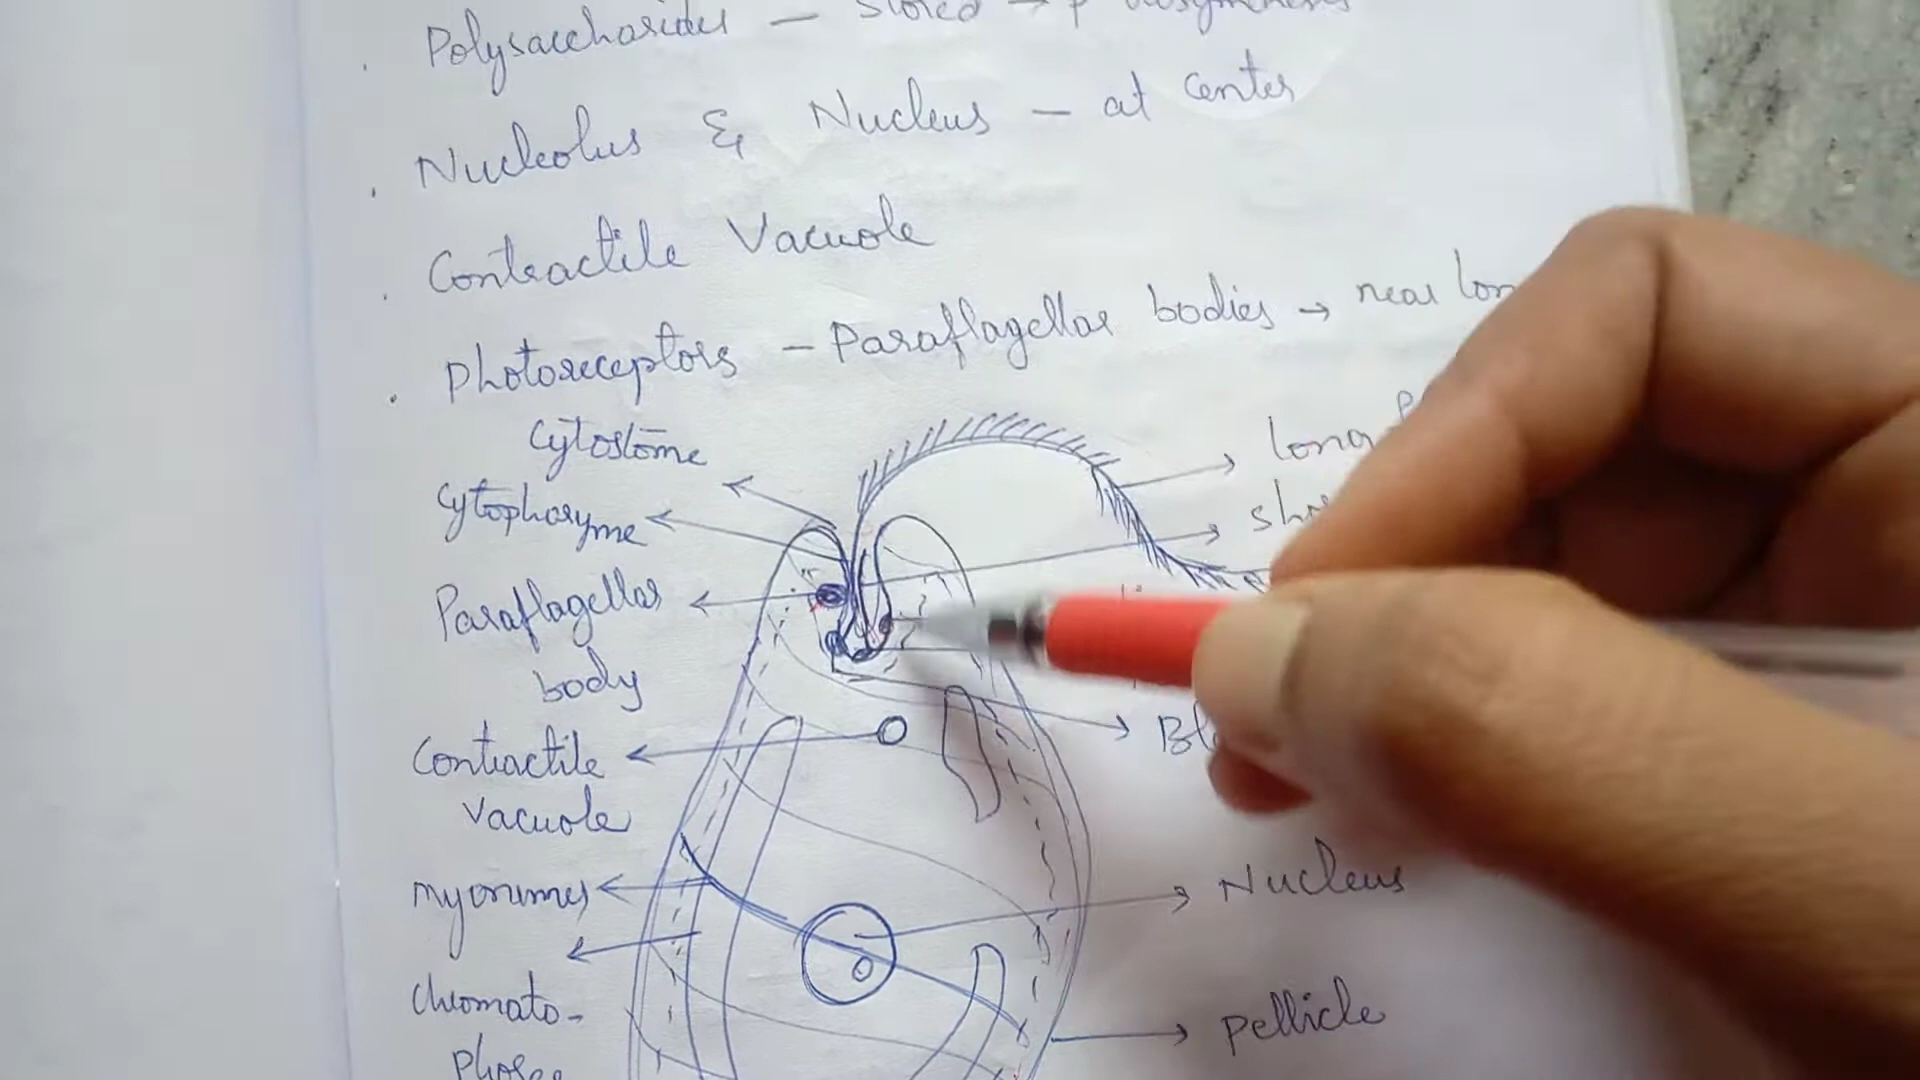 Polysaccharides — Stored →
Nucleolus & Nucleus — at center
Contractile Vacuole
Photoreceptors — Paraflagellar bodies → near
Cytostome
Cytopharynx
Paraflagellar
body
Contractile
Vacuole
Myonemes
Chromato-
long
Nucleus
Pellicle